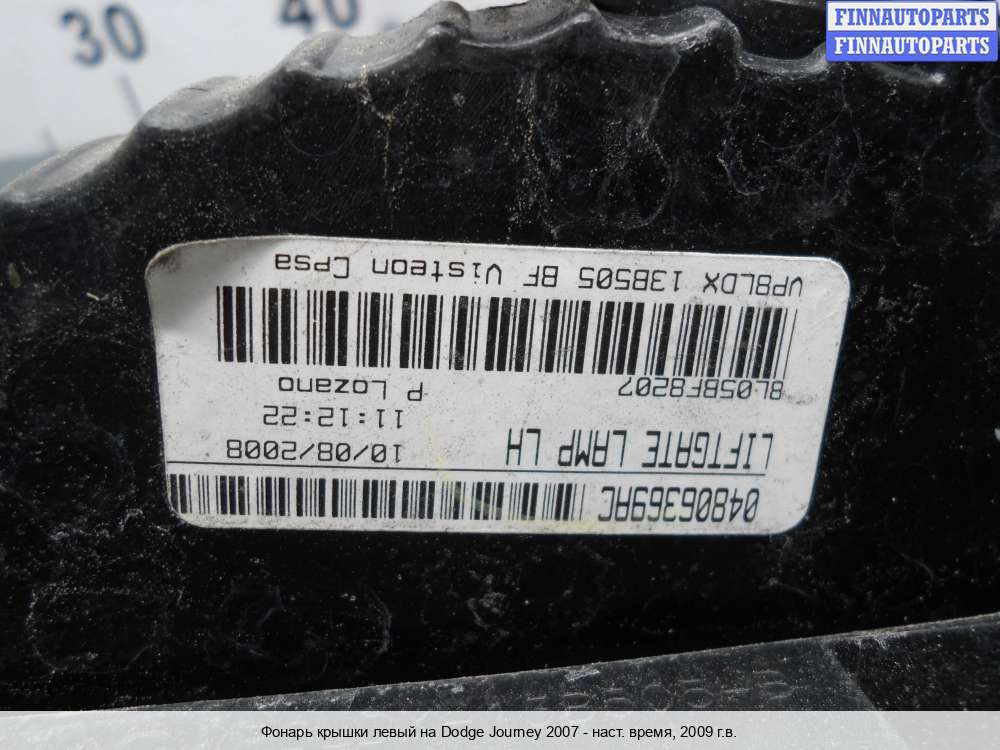 FINNAUTOPARTS
FINNAUTOPARTS
30
40
04806369AC
LIFTGATE LAMP LH
10/08/2008
11:12:22
8L05BF8207
P Lozano
VP8LDX 13B505 BF Visteon Cpsa
Фонарь крышки левый на Dodge Journey 2007 - наст. время, 2009 г.в.